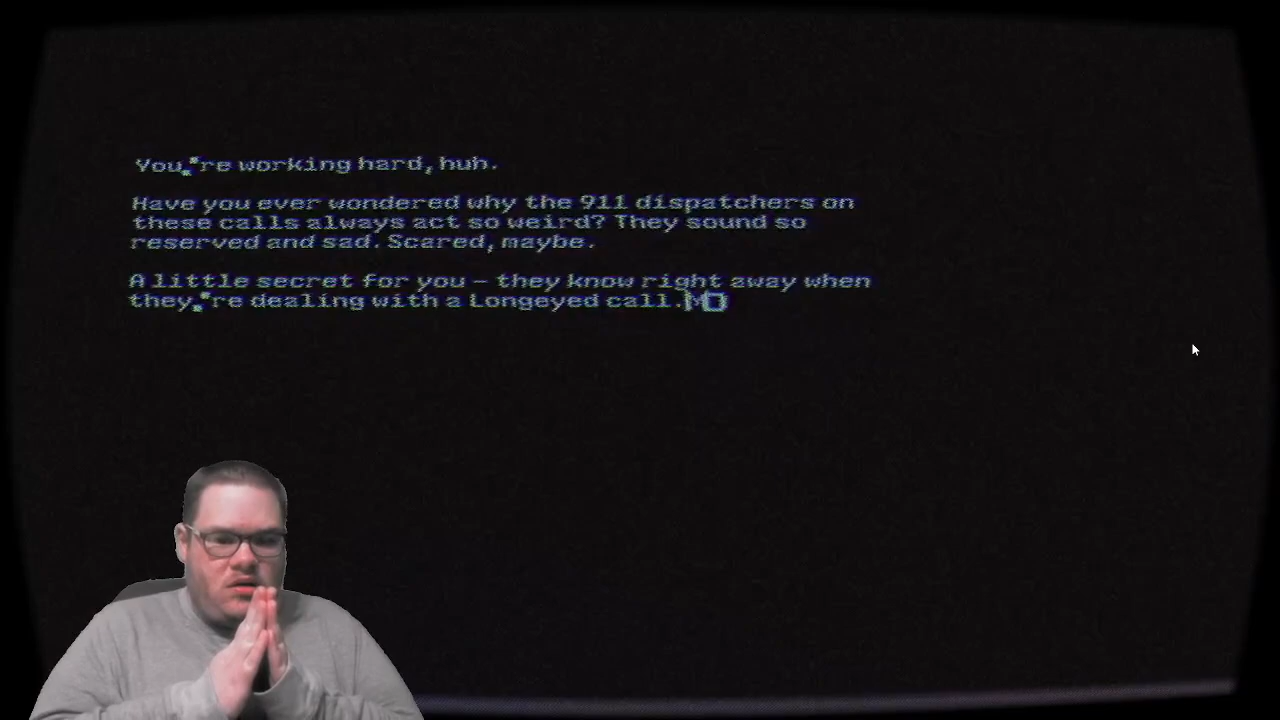 You„"re working hard, huh.
Have you ever wondered why the 911 dispatchers on
these calls always act so weird? They sound so
reserved and sad. Scared, maybe.
A little secret for you – they know right away when
they„"re dealing with a Longeyed call.M